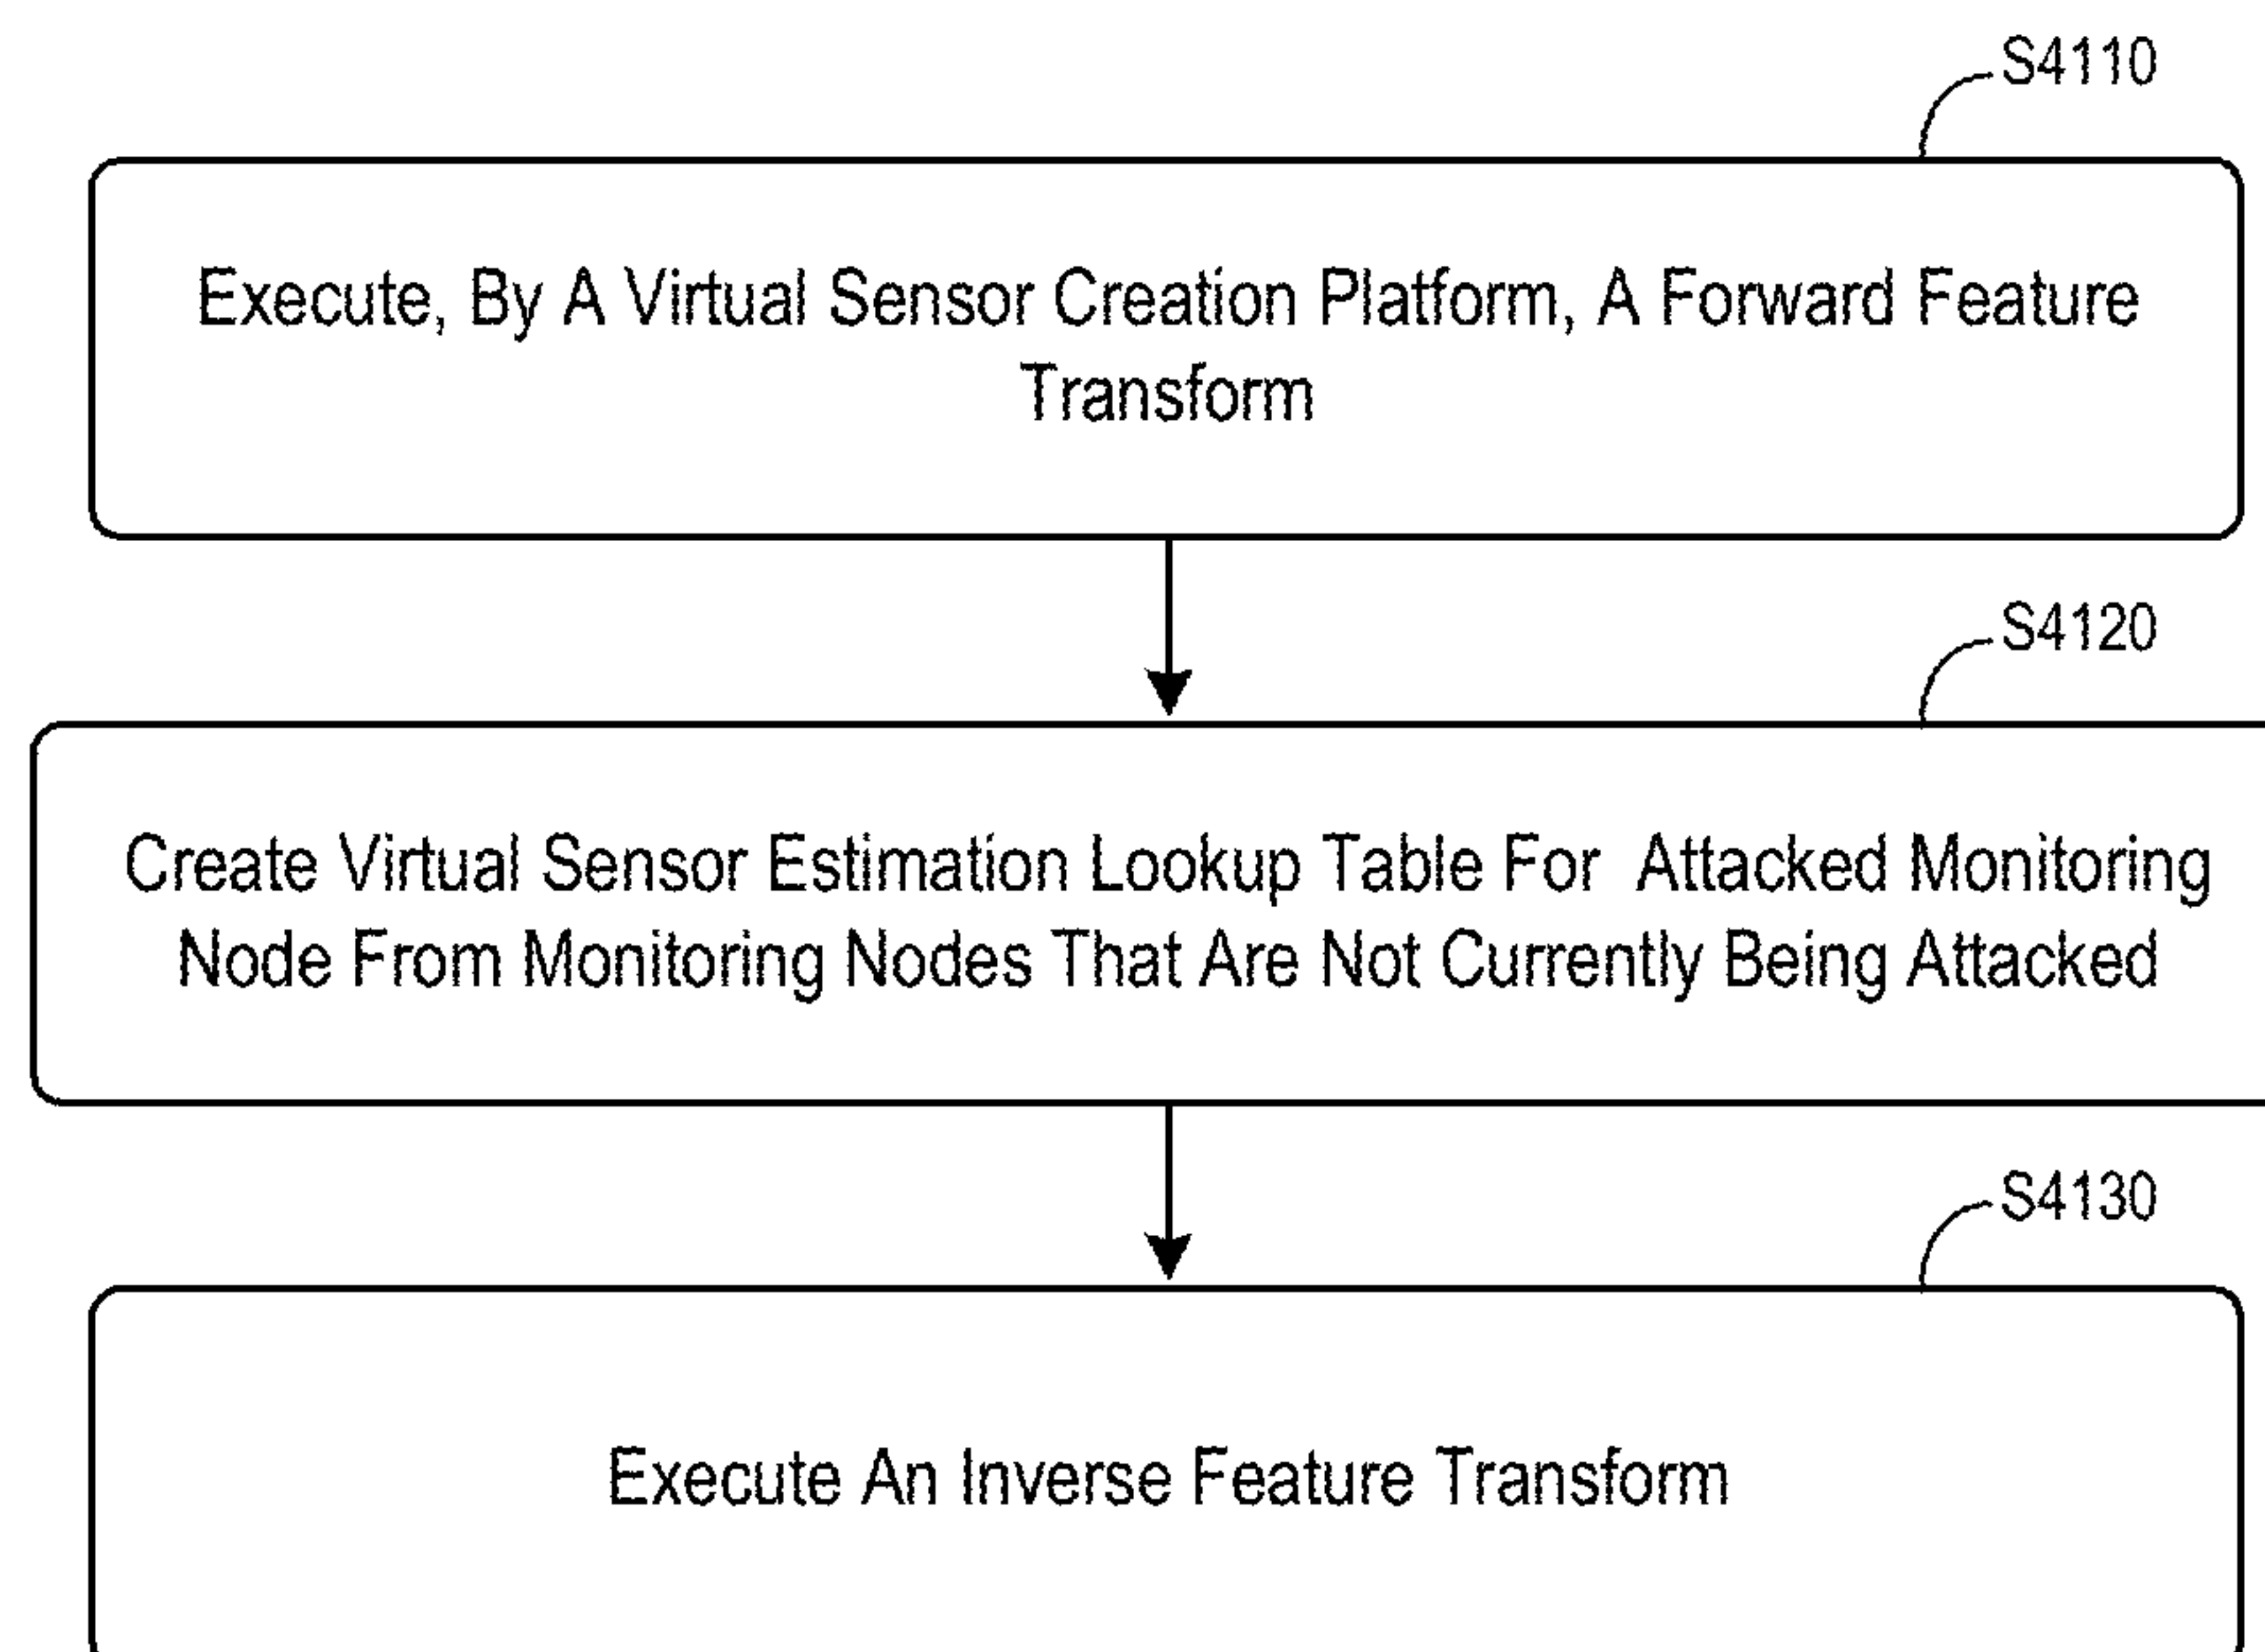 S4110
Execute, By A Virtual Sensor Creation Platform, A Forward Feature
Transform
S4120
Create Virtual Sensor Estimation Lookup Table For Attacked Monitoring
Node From Monitoring Nodes That Are Not Currently Being Attacked
S4130
Execute An Inverse Feature Transform